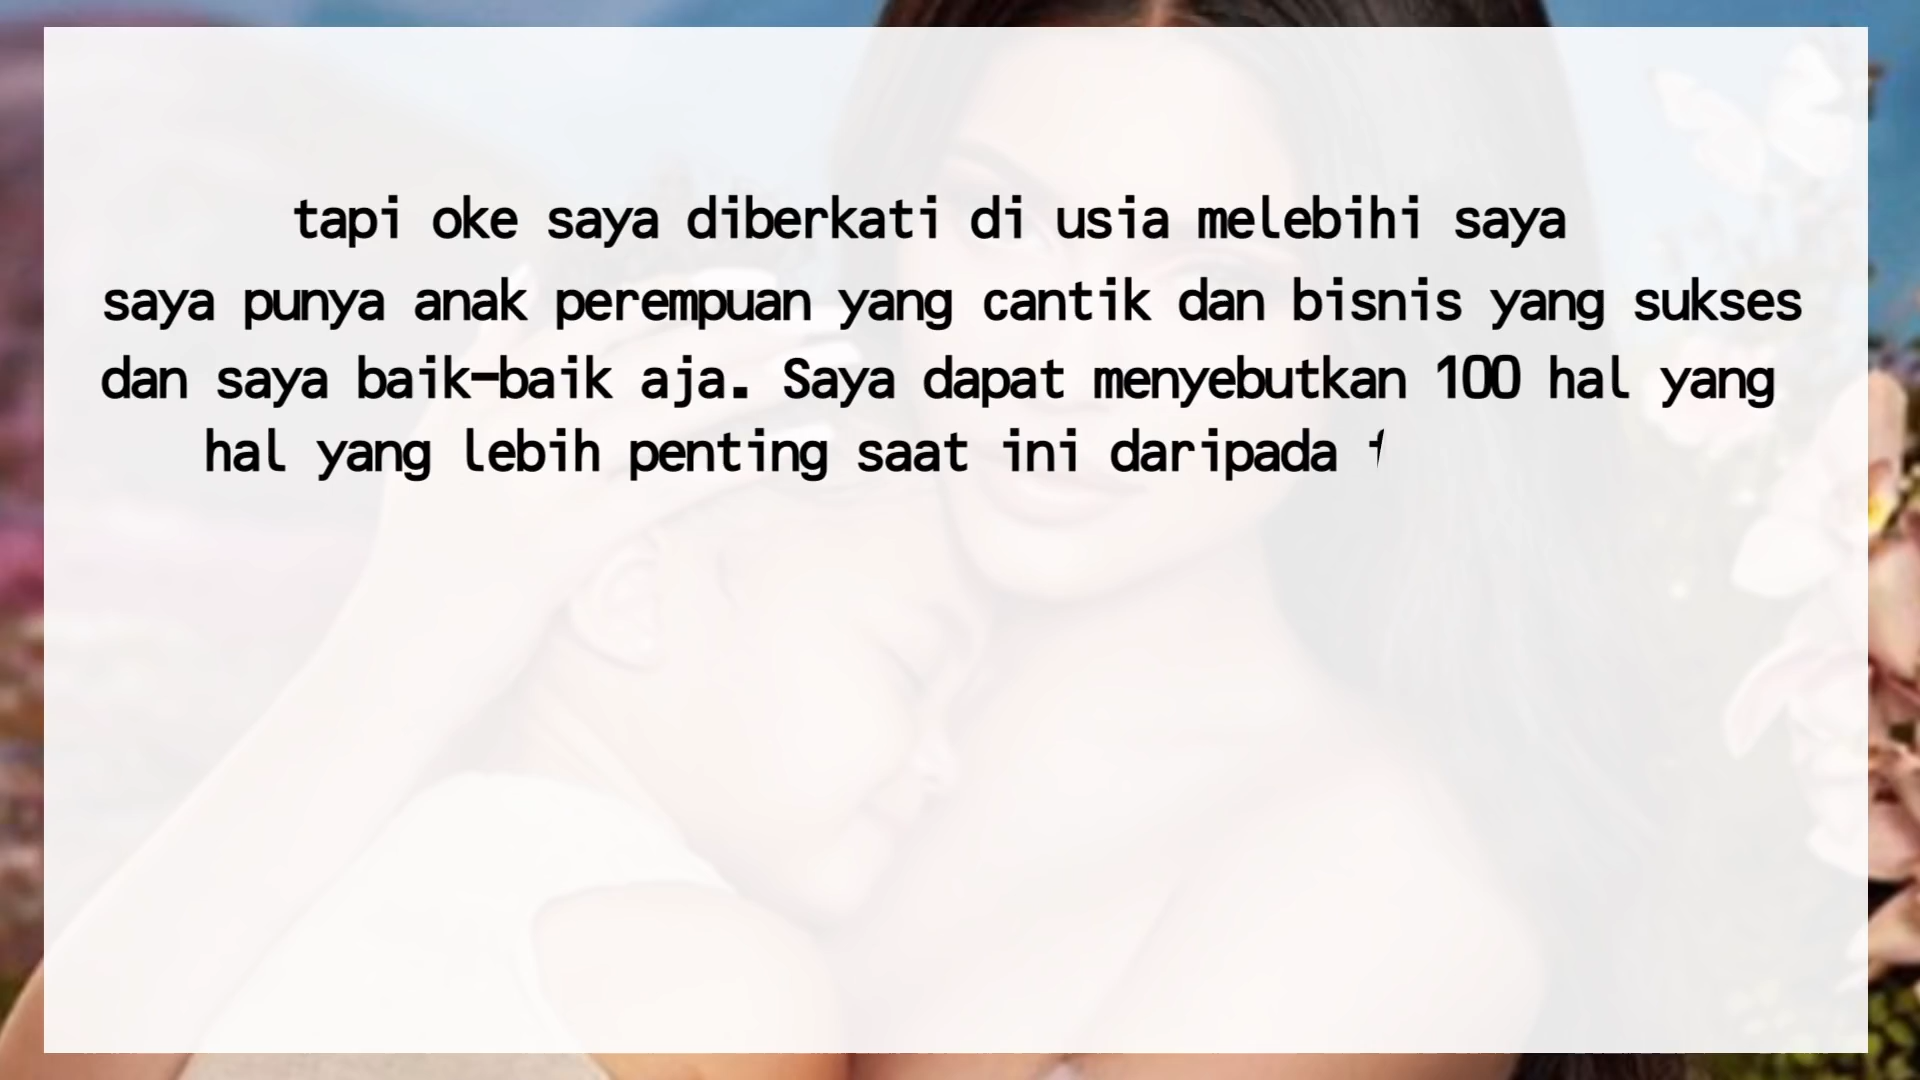 tapi oke saya diberkati di usia melebihi saya
saya punya anak perempuan yang cantik dan bisnis yang sukses
dan saya baik-baik aja. Saya dapat menyebutkan 100 hal yang
hal yang lebih penting saat ini daripada